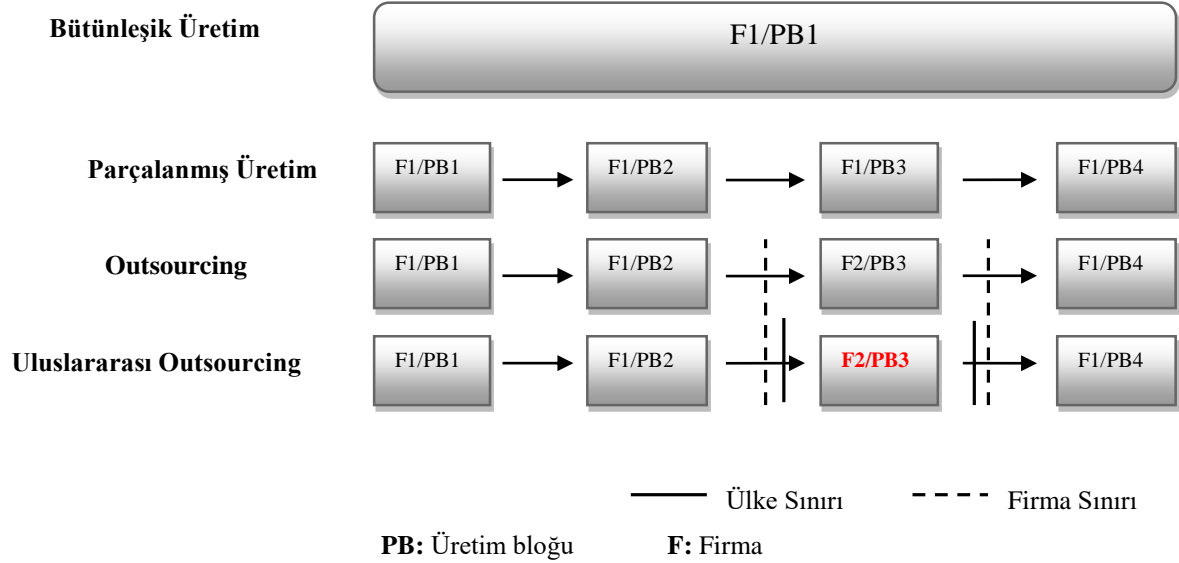 Bütünleşik Üretim F1/PB1
Parçalanmış Üretim F1/PB1 F1/PB2 F1/PB3 F1/PB4
Outsourcing F1/PB1 F1/PB2 F2/PB3 F1/PB4
Uluslararası Outsourcing F1/PB1 F1/PB2 F2/PB3 F1/PB4
Ülke Sınırı Firma Sınırı
PB: Üretim bloğu F: Firma